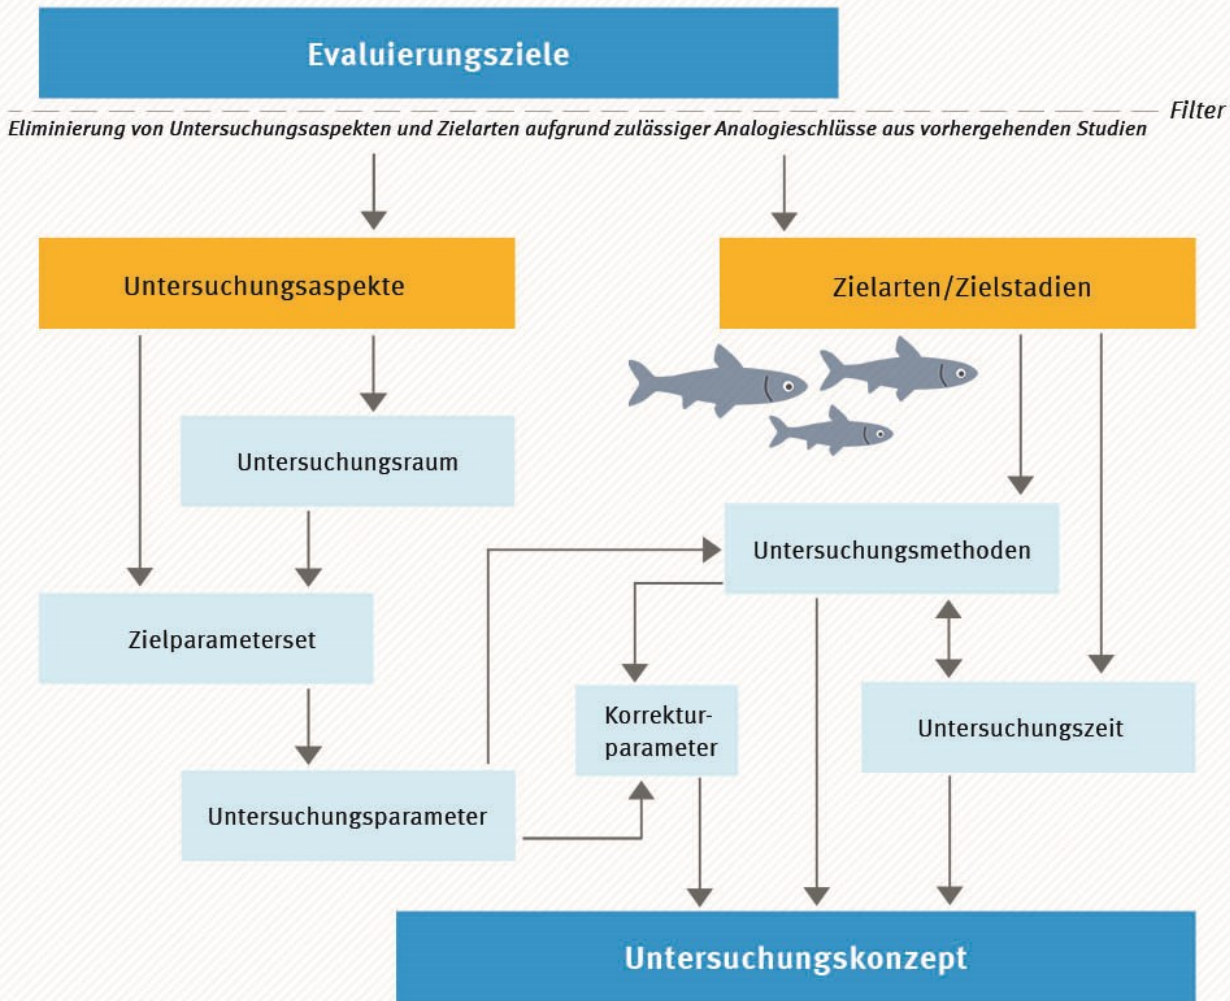 Evaluierungsziele
Filter
Eliminierung von Untersuchungsaspekten und Zielarten aufgrund zulässiger Analogieschlüsse aus vorhergehenden Studien
Untersuchungsaspekte
Zielarten/Zielstadien
Untersuchungsraum
Untersuchungsmethoden
Zielparameterset
Korrektur-
parameter
Untersuchungszeit
Untersuchungsparameter
Untersuchungskonzept